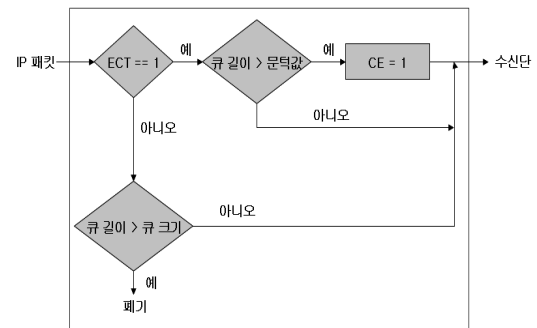 IP 패킷
ECT == 1
예
큐 길이 > 문턱값
예
CE = 1
수신단
아니오
아니오
큐 길이 > 큐 크기
아니오
예
폐기